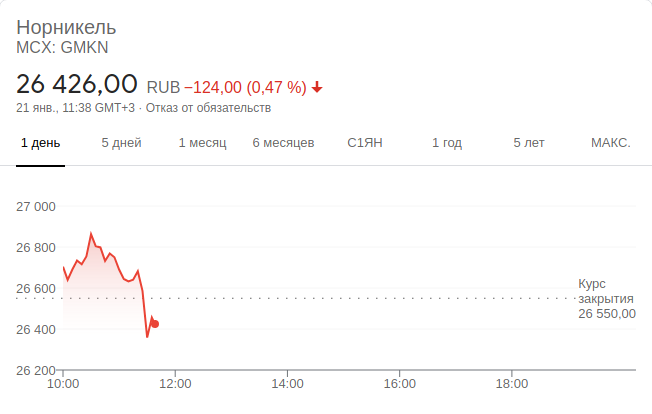 Норникель
MCX: GMKN
26 426,00 RUB −124,00 (0,47 %)
21 янв., 11:38 GMT+3 · Отказ от обязательств
1 день 5 дней 1 месяц 6 месяцев С1ЯН 1 год 5 лет МАКС.
27 000
26 800
26 600
Курс
закрытия
26 550,00
26 400
26 200
10:00 12:00 14:00 16:00 18:00